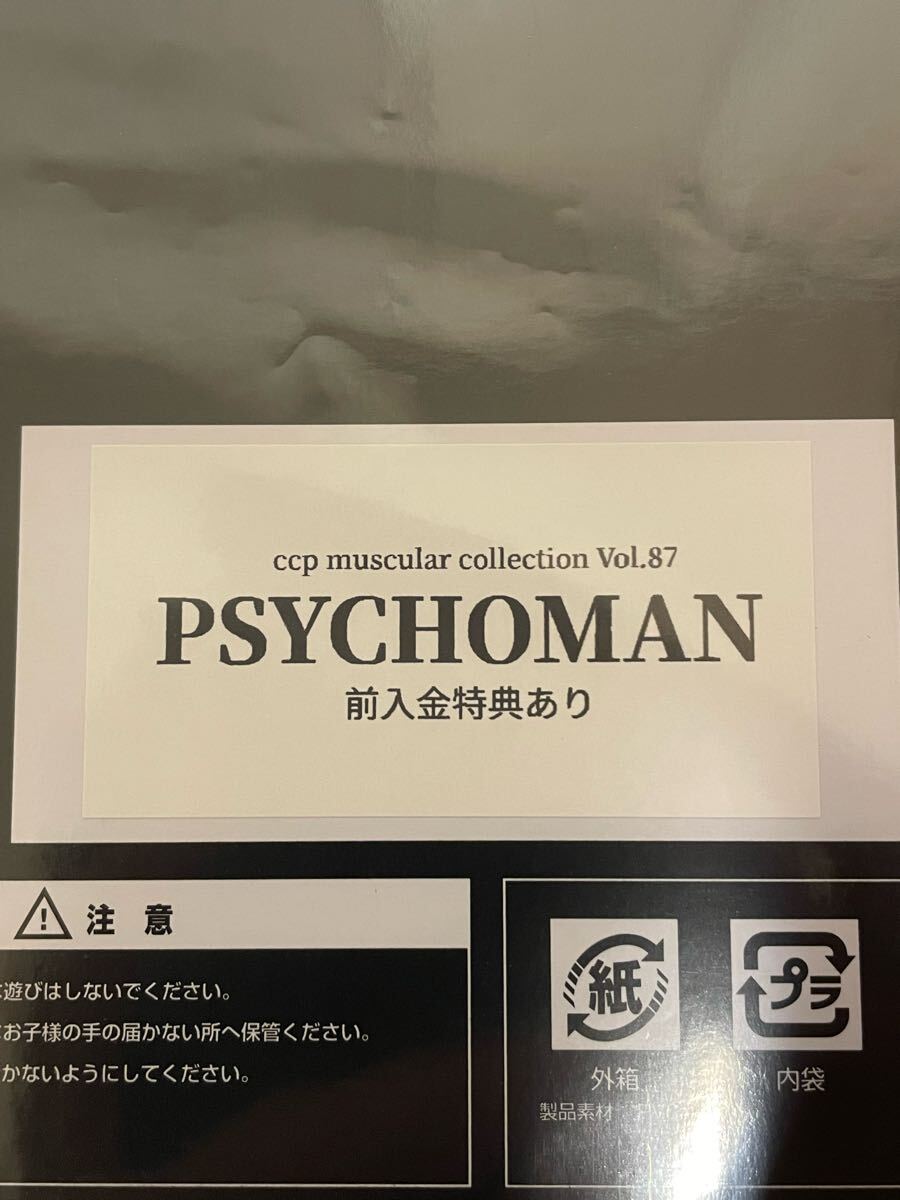 ccp muscular collection Vol.87
PSYCHOMAN
前入金特典あり
注 意
遊びはしないでください。
お子様の手の届かない所へ保管ください。
かないようにしてください。
紙
プラ
外箱
内袋
製品素材